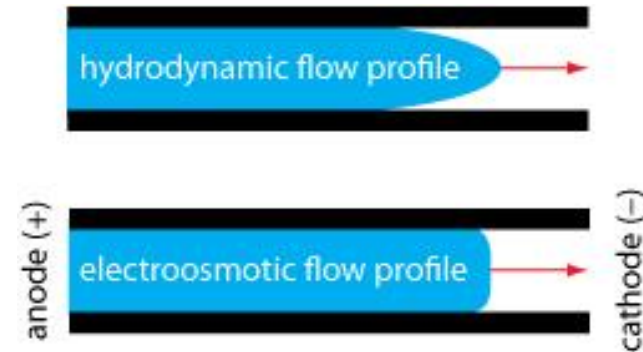 hydrodynamic flow profile
anode (+)
electroosmotic flow profile
cathode (–)